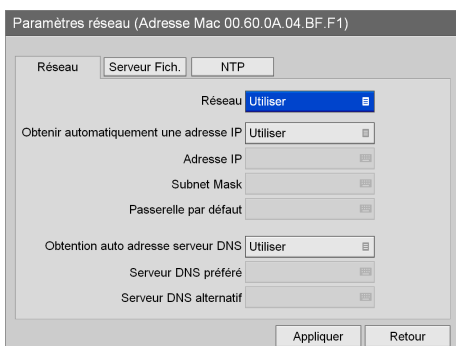 Paramètres réseau (Adresse Mac 00.60.0A.04.BF.F1)
Réseau
Serveur Fich.
NTP
Réseau Utiliser
Obtenir automatiquement une adresse IP Utiliser
Adresse IP
Subnet Mask
Passerelle par défaut
Obtention auto adresse serveur DNS Utiliser
Serveur DNS préféré
Serveur DNS alternatif
Appliquer
Retour